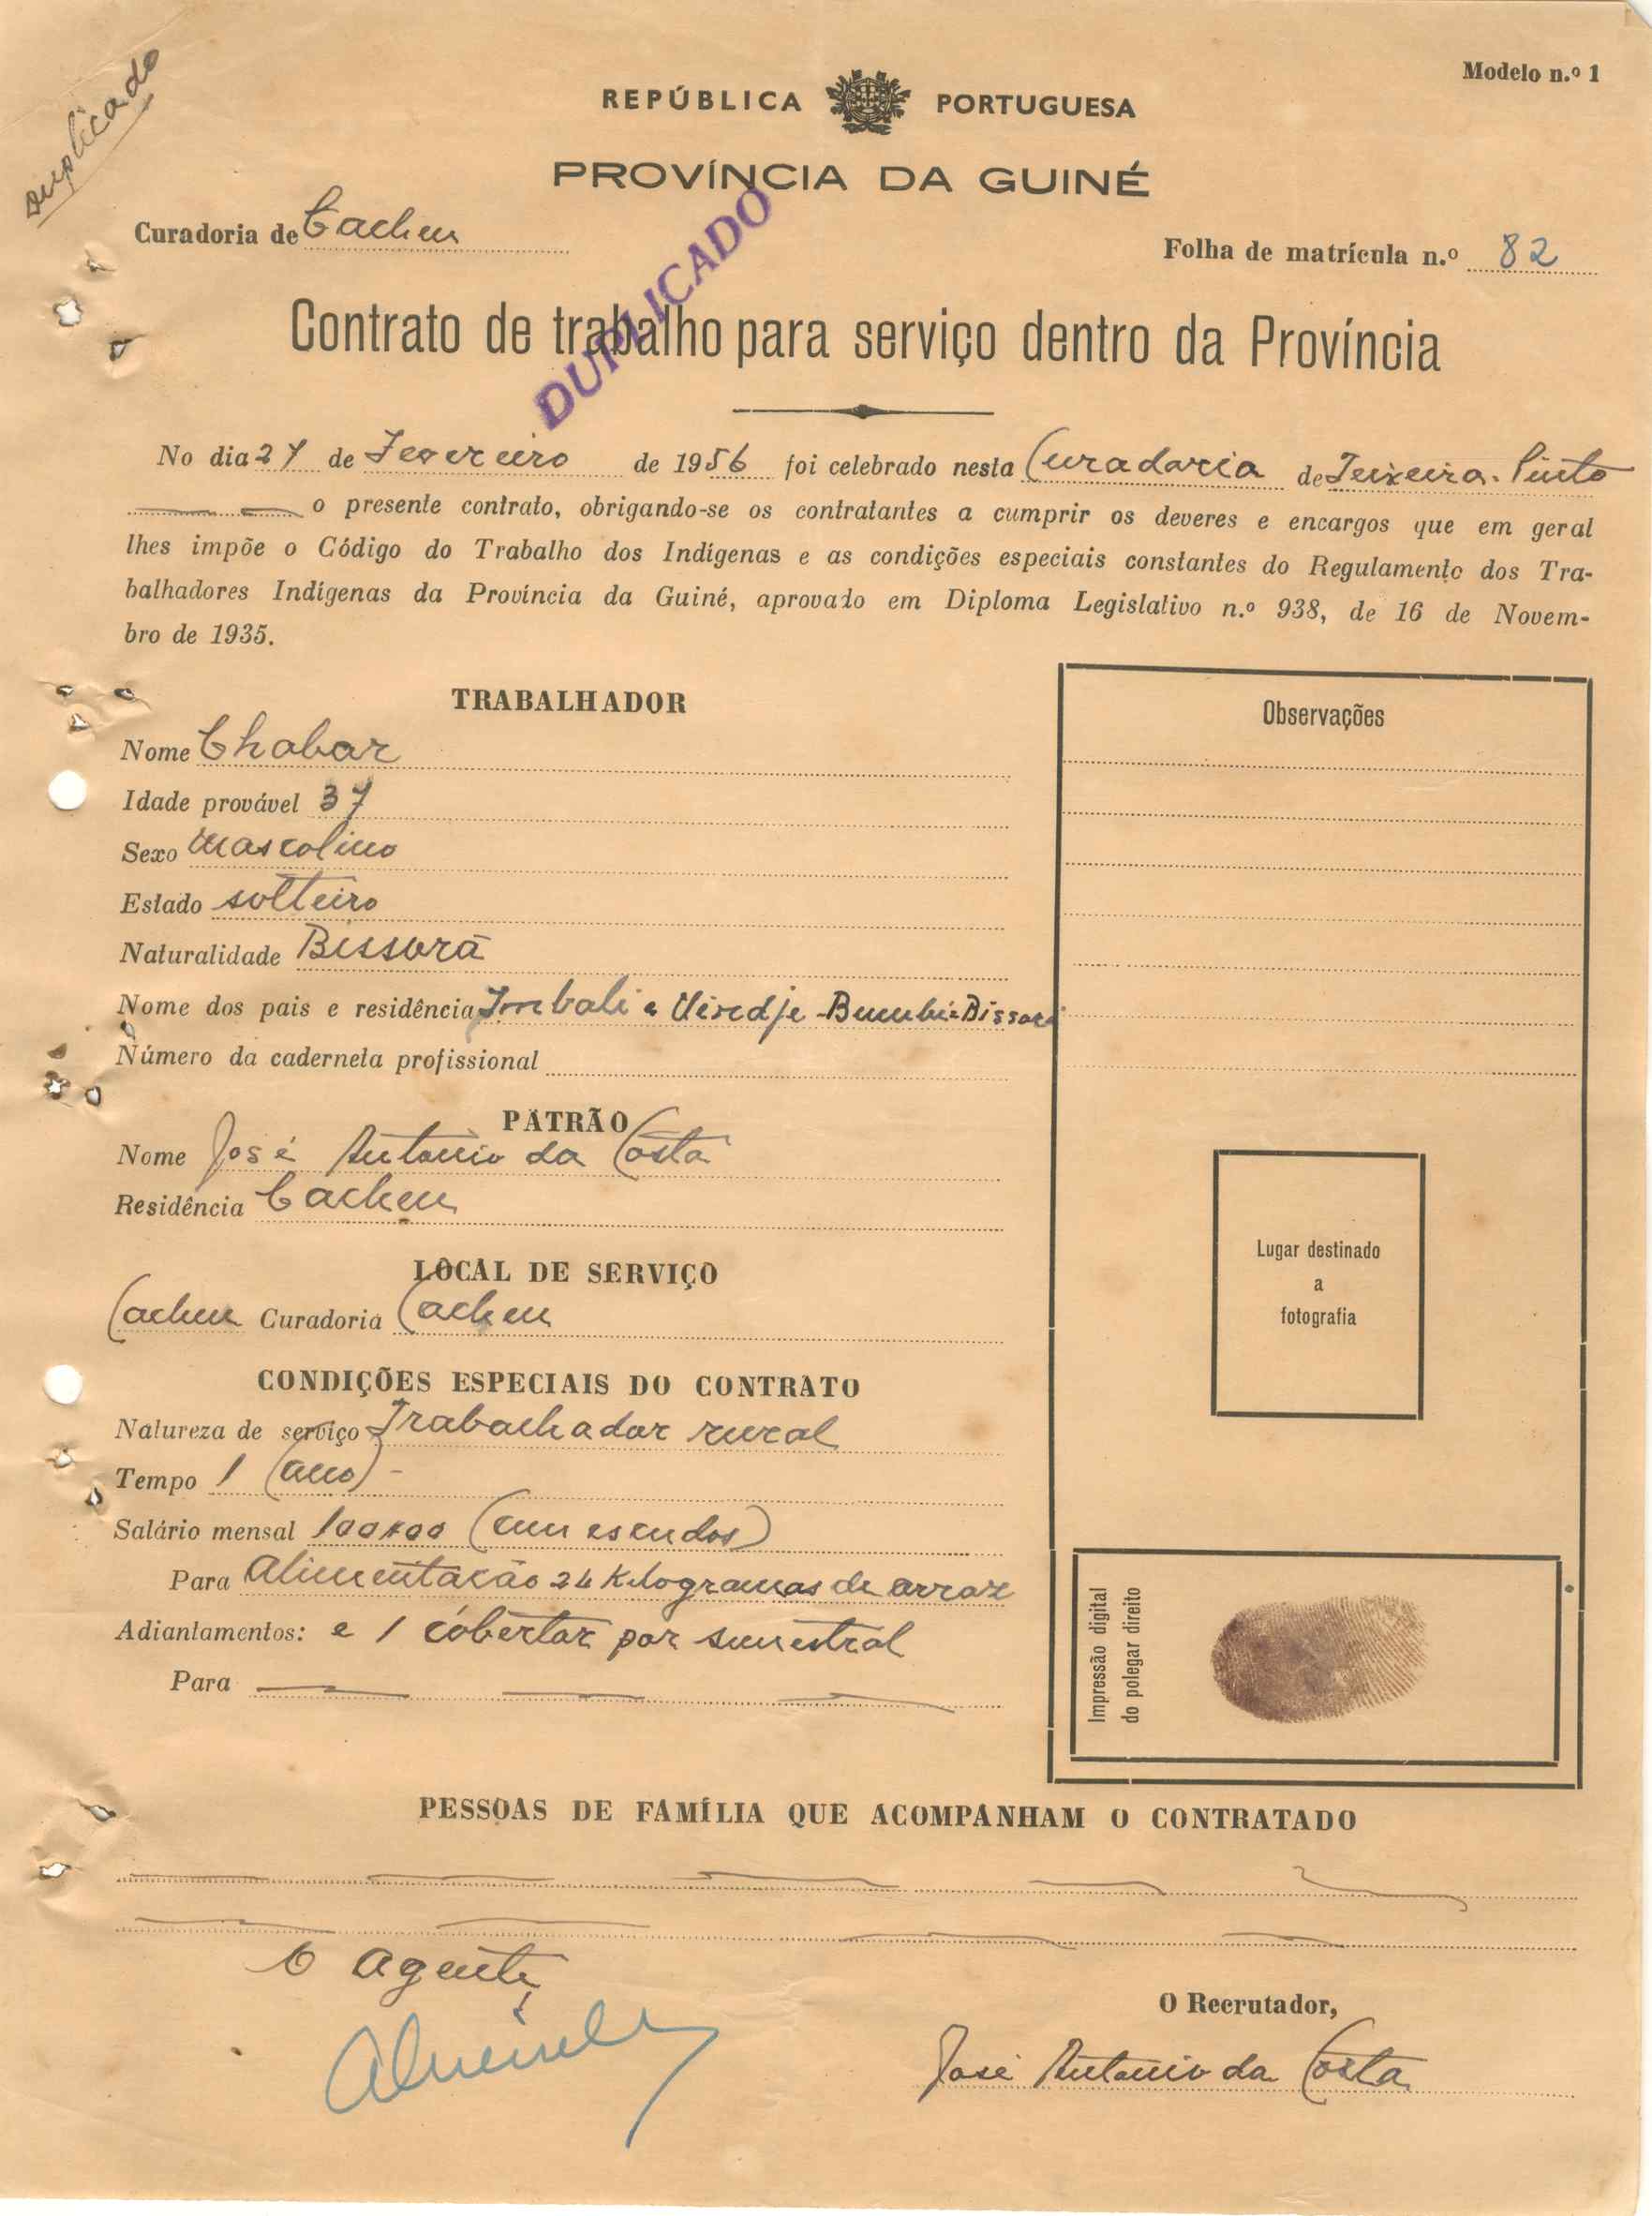 duplicado
Modelo n.º 1
REPÚBLICA PORTUGUESA
PROVÍNCIA DA GUINÉ
Curadoria de Cacheu
DUPLICADO
Folha de matrícula n.º 82
Contrato de trabalho para serviço dentro da Província
No dia 27 de Fevereiro de 1956 foi celebrado nesta Curadoria de Teixeira Pinto
o presente contrato, obrigando-se os contratantes a cumprir os deveres e encargos que em geral
lhes impõe o Código do Trabalho dos Indígenas e as condições especiais constantes do Regulamento dos Tra-
balhadores Indígenas da Província da Guiné, aprovado em Diploma Legislativo n.º 938, de 16 de Novem-
bro de 1935.
TRABALHADOR
Nome Chabar
Idade provável 37
Sexo Mascolino
Estado solteiro
Naturalidade Bissorã
Nome dos pais e residência Imbali e - Bissorã
Número da caderneta profissional
PATRÃO
Nome José Antonio da Costa
Residência Cacheu
LOCAL DE SERVIÇO
Cacheu Curadoria Cacheu
CONDIÇÕES ESPECIAIS DO CONTRATO
Natureza de serviço Trabalhador rural
Tempo 1 (ano) -
Salário mensal 100$00 (cem escudos)
Para Alimentação 24 Kilogramas de arroz
Adiantamentos: e 1 cóbertor por semestral
Para
Observações
Lugar destinado
a
fotografia
Impressão digital
do polegar direito
PESSOAS DE FAMÍLIA QUE ACOMPANHAM O CONTRATADO
O Agente,
O Recrutador,
José Antonio da Costa